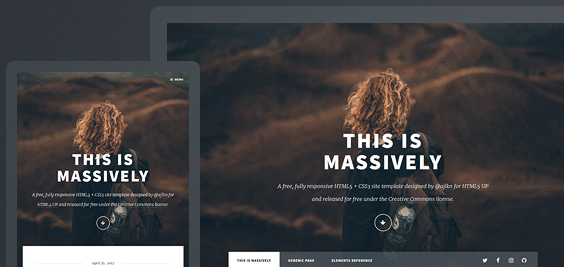 MENU
THIS IS
MASSIVELY
A free, fully responsive HTML5 + CSS3 site template designed by @ajlkn for
HTML5 UP and released for free under the Creative Commons license.
April 25, 2017
THIS IS
MASSIVELY
A free, fully responsive HTML5 + CSS3 site template designed by @ajlkn for HTML5 UP
and released for free under the Creative Commons license.
THIS IS MASSIVELY
GENERIC PAGE
ELEMENTS REFERENCE